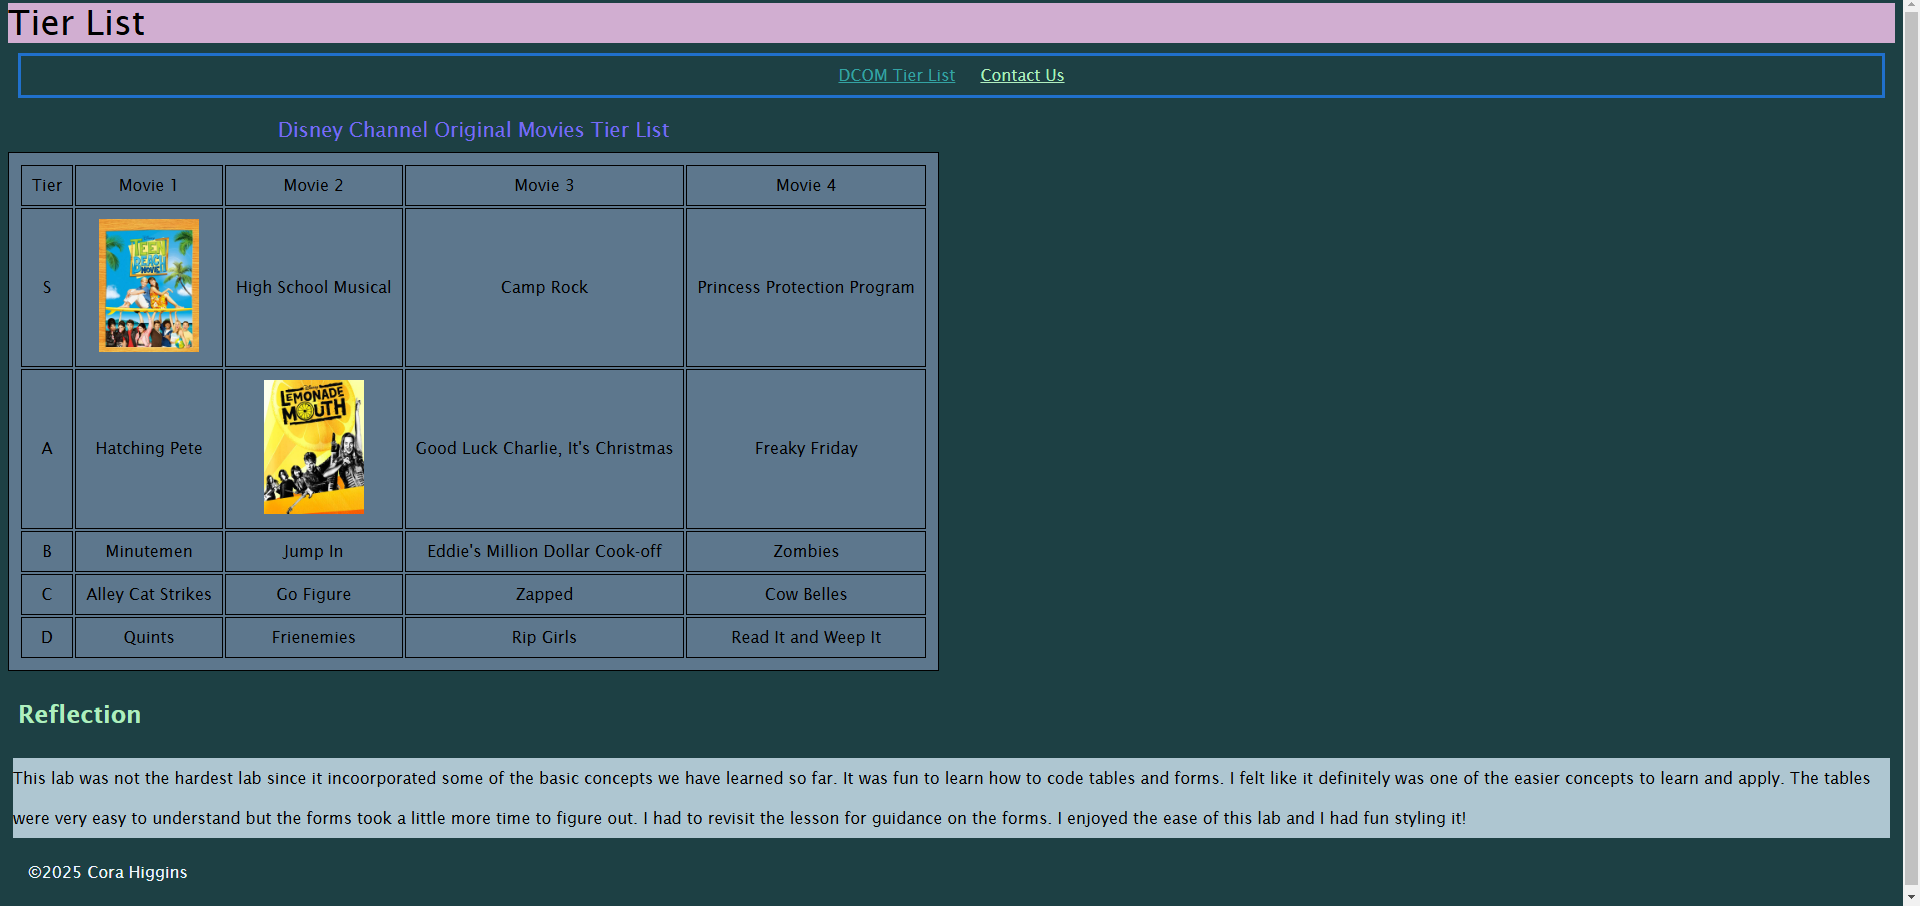 Tier List
DCOM Tier List Contact Us
Disney Channel Original Movies Tier List
Tier Movie 1 Movie 2 Movie 3 Movie 4
TEEN
BEACH
MOVIE
S High School Musical Camp Rock Princess Protection Program
Disney
LEMONADE
MOUTH
A Hatching Pete Good Luck Charlie, It's Christmas Freaky Friday
B Minutemen Jump In Eddie's Million Dollar Cook-off Zombies
C Alley Cat Strikes Go Figure Zapped Cow Belles
D Quints Frienemies Rip Girls Read It and Weep It
Reflection
This lab was not the hardest lab since it incoorporated some of the basic concepts we have learned so far. It was fun to learn how to code tables and forms. I felt like it definitely was one of the easier concepts to learn and apply. The tables
were very easy to understand but the forms took a little more time to figure out. I had to revisit the lesson for guidance on the forms. I enjoyed the ease of this lab and I had fun styling it!
©2025 Cora Higgins